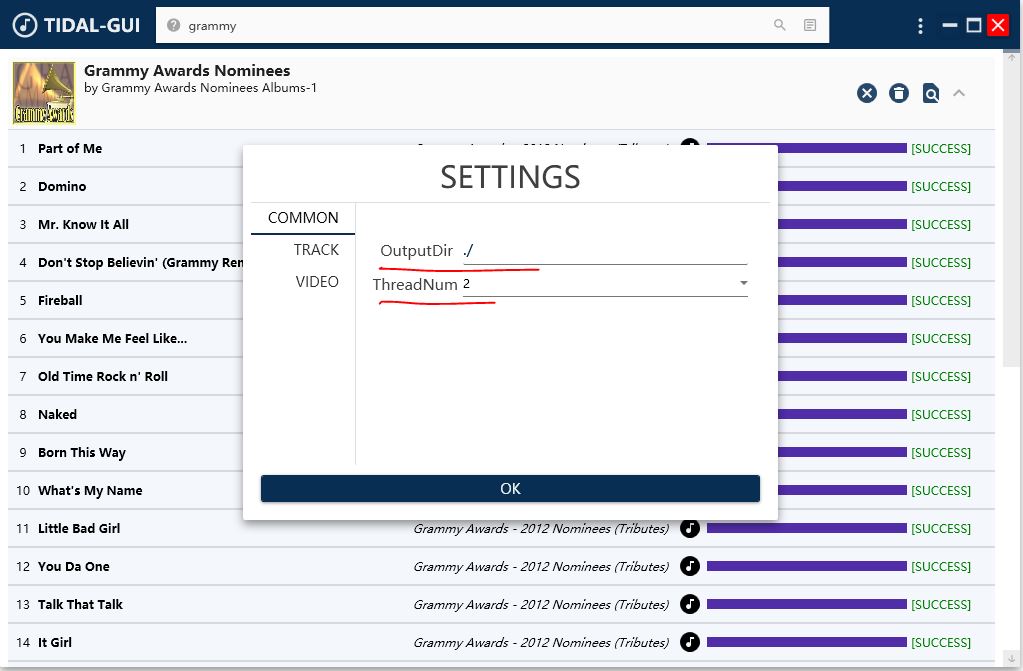 TIDAL-GUI
grammy
Grammy Awards Nominees
by Grammy Awards Nominees Albums-1
1 Part of Me [SUCCESS]
2 Domino [SUCCESS]
3 Mr. Know It All [SUCCESS]
4 Don't Stop Believin' (Grammy [SUCCESS]
5 Fireball [SUCCESS]
6 You Make Me Feel Like... [SUCCESS]
7 Old Time Rock n' Roll [SUCCESS]
8 Naked [SUCCESS]
9 Born This Way [SUCCESS]
10 What's My Name [SUCCESS]
11 Little Bad Girl Grammy Awards - 2012 Nominees (Tributes) [SUCCESS]
12 You Da One Grammy Awards - 2012 Nominees (Tributes) [SUCCESS]
13 Talk That Talk Grammy Awards - 2012 Nominees (Tributes) [SUCCESS]
14 It Girl Grammy Awards - 2012 Nominees (Tributes) [SUCCESS]
SETTINGS
COMMON
TRACK
VIDEO
OutputDir ./
ThreadNum 2
OK